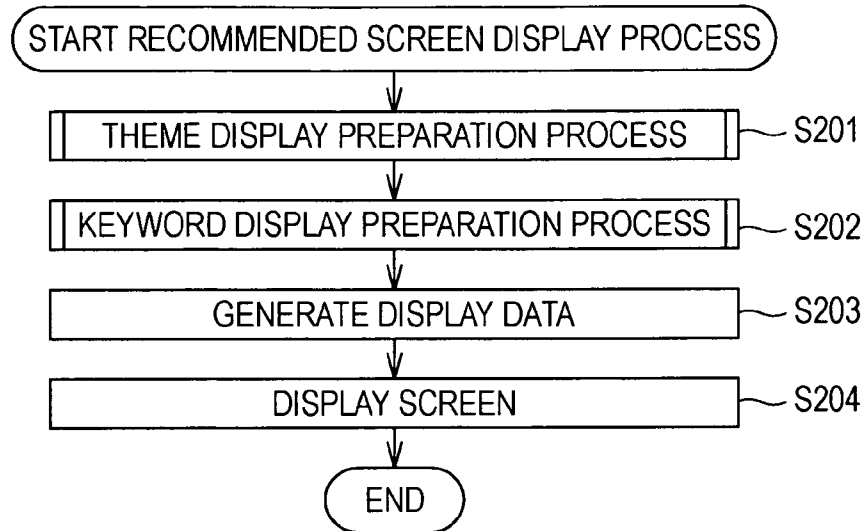 START RECOMMENDED SCREEN DISPLAY PROCESS
THEME DISPLAY PREPARATION PROCESS
S201
KEYWORD DISPLAY PREPARATION PROCESS
S202
GENERATE DISPLAY DATA
S203
DISPLAY SCREEN
S204
END